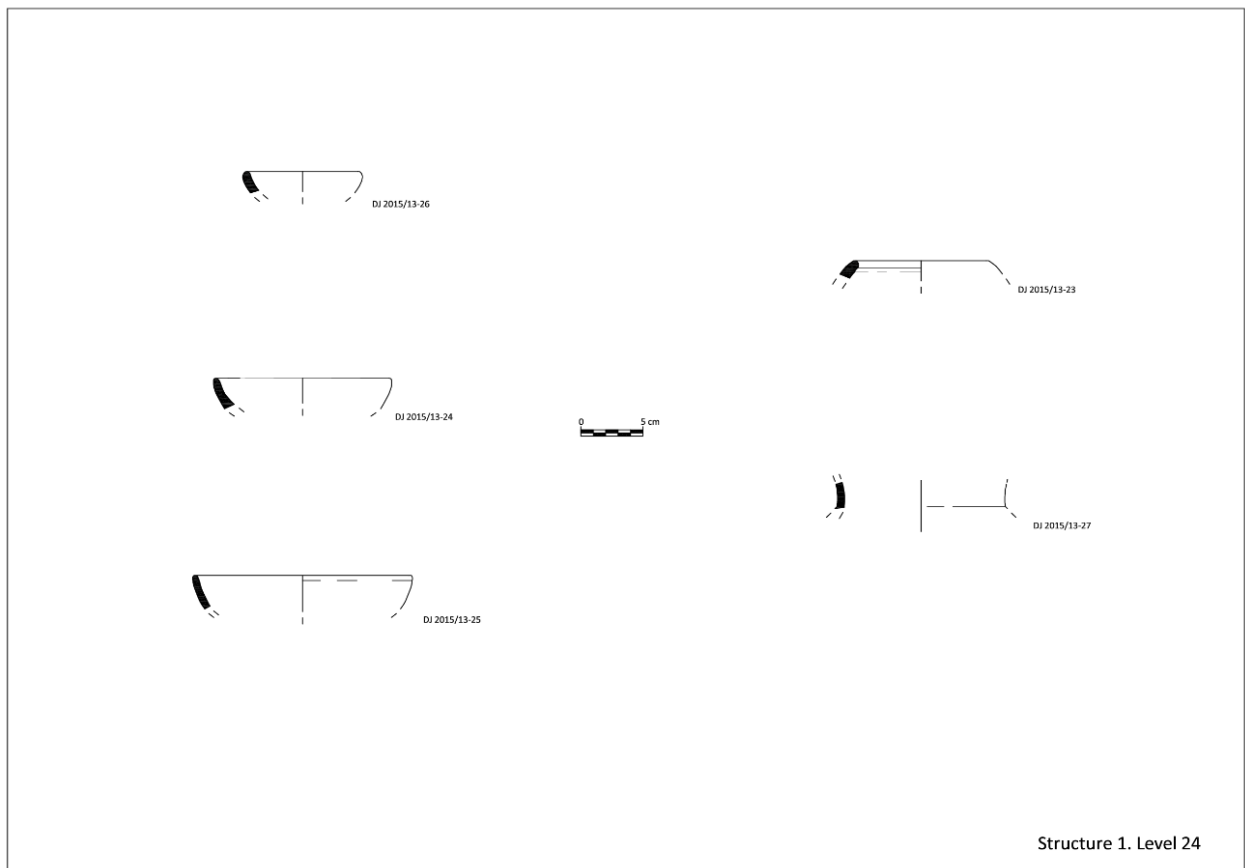 DJ 2015/13-26
DJ 2015/13-23
DJ 2015/13-24
0 5 cm
DJ 2015/13-27
DJ 2015/13-25
Structure 1. Level 24